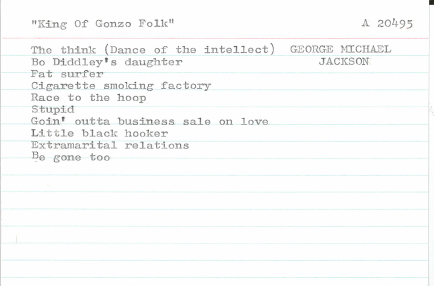 "King Of Gonzo Folk" A 20495
The think (Dance of the intellect) GEORGE MICHAEL
Bo Diddley's daughter JACKSON
Fat surfer
Cigarette smoking factory
Race to the hoop
Stupid
Goin' outta business sale on love
Little black hooker
Extramarital relations
Be gone too